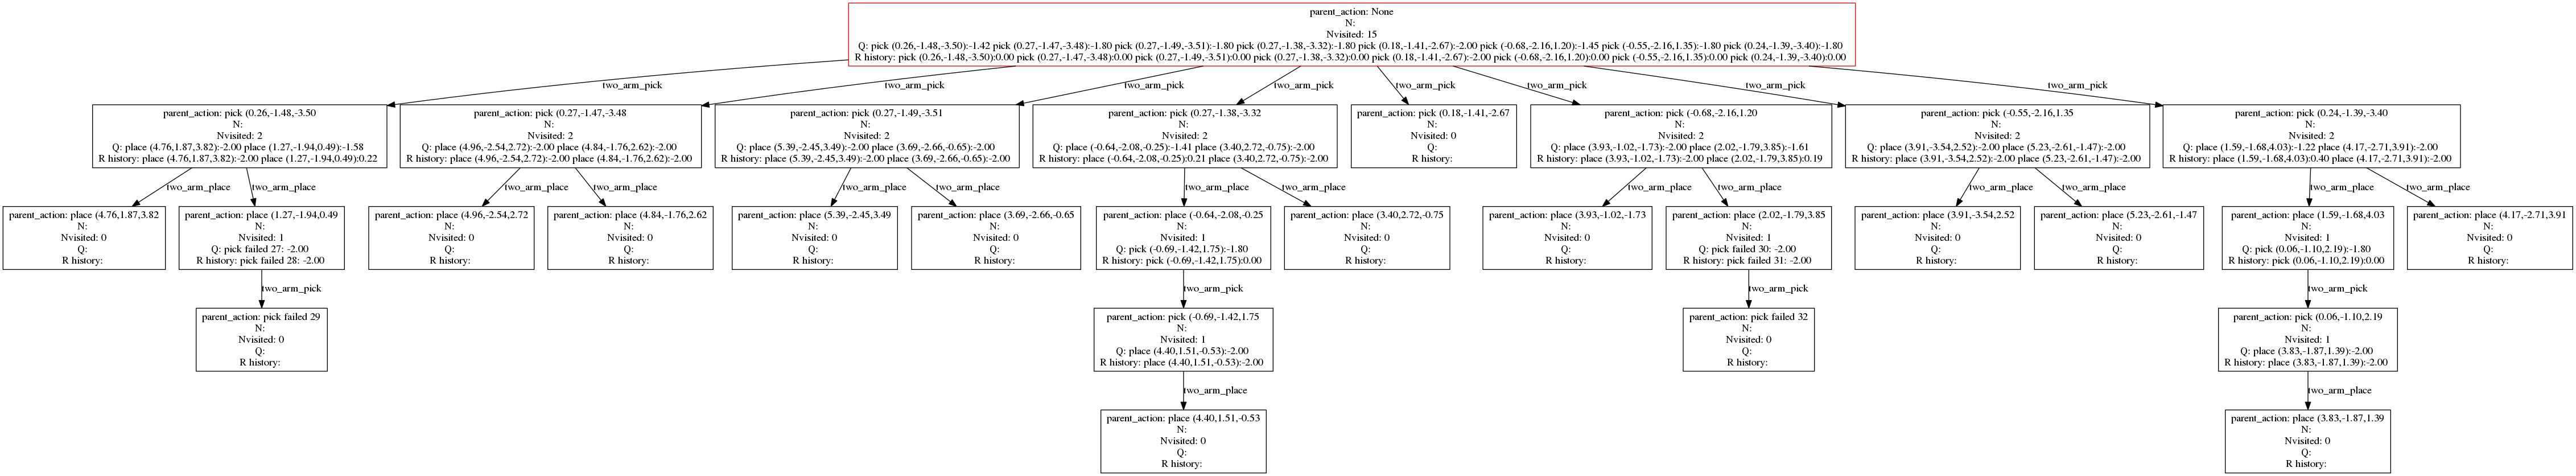 parent_action: None
N:
Nvisited: 15
Q: pick (0.26,-1.48,-3.50):-1.42 pick (0.27,-1.47,-3.48):-1.80 pick (0.27,-1.49,-3.51):-1.80 pick (0.27,-1.38,-3.32):-1.80 pick (0.18,-1.41,-2.67):-2.00 pick (-0.68,-2.16,1.20):-1.45 pick (-0.55,-2.16,1.35):-1.80 pick (0.24,-1.39,-3.40):-1.80
R history: pick (0.26,-1.48,-3.50):0.00 pick (0.27,-1.47,-3.48):0.00 pick (0.27,-1.49,-3.51):0.00 pick (0.27,-1.38,-3.32):0.00 pick (0.18,-1.41,-2.67):-2.00 pick (-0.68,-2.16,1.20):0.00 pick (-0.55,-2.16,1.35):0.00 pick (0.24,-1.39,-3.40):0.00
two_arm_pick
two_arm_pick
two_arm_pick
two_arm_pick
two_arm_pick
two_arm_pick
two_arm_pick
two_arm_pick
parent_action: pick (0.26,-1.48,-3.50
N:
Nvisited: 2
Q: place (4.76,1.87,3.82):-2.00 place (1.27,-1.94,0.49):-1.58
R history: place (4.76,1.87,3.82):-2.00 place (1.27,-1.94,0.49):0.22
parent_action: pick (0.27,-1.47,-3.48
N:
Nvisited: 2
Q: place (4.96,-2.54,2.72):-2.00 place (4.84,-1.76,2.62):-2.00
R history: place (4.96,-2.54,2.72):-2.00 place (4.84,-1.76,2.62):-2.00
parent_action: pick (0.27,-1.49,-3.51
N:
Nvisited: 2
Q: place (5.39,-2.45,3.49):-2.00 place (3.69,-2.66,-0.65):-2.00
R history: place (5.39,-2.45,3.49):-2.00 place (3.69,-2.66,-0.65):-2.00
parent_action: pick (0.27,-1.38,-3.32
N:
Nvisited: 2
Q: place (-0.64,-2.08,-0.25):-1.41 place (3.40,2.72,-0.75):-2.00
R history: place (-0.64,-2.08,-0.25):0.21 place (3.40,2.72,-0.75):-2.00
parent_action: pick (0.18,-1.41,-2.67
N:
Nvisited: 0
Q:
R history:
parent_action: pick (-0.68,-2.16,1.20
N:
Nvisited: 2
Q: place (3.93,-1.02,-1.73):-2.00 place (2.02,-1.79,3.85):-1.61
R history: place (3.93,-1.02,-1.73):-2.00 place (2.02,-1.79,3.85):0.19
parent_action: pick (-0.55,-2.16,1.35
N:
Nvisited: 2
Q: place (3.91,-3.54,2.52):-2.00 place (5.23,-2.61,-1.47):-2.00
R history: place (3.91,-3.54,2.52):-2.00 place (5.23,-2.61,-1.47):-2.00
parent_action: pick (0.24,-1.39,-3.40
N:
Nvisited: 2
Q: place (1.59,-1.68,4.03):-1.22 place (4.17,-2.71,3.91):-2.00
R history: place (1.59,-1.68,4.03):0.40 place (4.17,-2.71,3.91):-2.00
two_arm_place
two_arm_place
two_arm_place
two_arm_place
two_arm_place
two_arm_place
two_arm_place
two_arm_place
two_arm_place
two_arm_place
two_arm_place
two_arm_place
two_arm_place
two_arm_place
parent_action: place (4.76,1.87,3.82
N:
Nvisited: 0
Q:
R history:
parent_action: place (1.27,-1.94,0.49
N:
Nvisited: 1
Q: pick failed 27: -2.00
R history: pick failed 28: -2.00
parent_action: place (4.96,-2.54,2.72
N:
Nvisited: 0
Q:
R history:
parent_action: place (4.84,-1.76,2.62
N:
Nvisited: 0
Q:
R history:
parent_action: place (5.39,-2.45,3.49
N:
Nvisited: 0
Q:
R history:
parent_action: place (3.69,-2.66,-0.65
N:
Nvisited: 0
Q:
R history:
parent_action: place (-0.64,-2.08,-0.25
N:
Nvisited: 1
Q: pick (-0.69,-1.42,1.75):-1.80
R history: pick (-0.69,-1.42,1.75):0.00
parent_action: place (3.40,2.72,-0.75
N:
Nvisited: 0
Q:
R history:
parent_action: place (3.93,-1.02,-1.73
N:
Nvisited: 0
Q:
R history:
parent_action: place (2.02,-1.79,3.85
N:
Nvisited: 1
Q: pick failed 30: -2.00
R history: pick failed 31: -2.00
parent_action: place (3.91,-3.54,2.52
N:
Nvisited: 0
Q:
R history:
parent_action: place (5.23,-2.61,-1.47
N:
Nvisited: 0
Q:
R history:
parent_action: place (1.59,-1.68,4.03
N:
Nvisited: 1
Q: pick (0.06,-1.10,2.19):-1.80
R history: pick (0.06,-1.10,2.19):0.00
parent_action: place (4.17,-2.71,3.91
N:
Nvisited: 0
Q:
R history:
two_arm_pick
two_arm_pick
two_arm_pick
two_arm_pick
parent_action: pick failed 29
N:
Nvisited: 0
Q:
R history:
parent_action: pick (-0.69,-1.42,1.75
N:
Nvisited: 1
Q: place (4.40,1.51,-0.53):-2.00
R history: place (4.40,1.51,-0.53):-2.00
parent_action: pick failed 32
N:
Nvisited: 0
Q:
R history:
parent_action: pick (0.06,-1.10,2.19
N:
Nvisited: 1
Q: place (3.83,-1.87,1.39):-2.00
R history: place (3.83,-1.87,1.39):-2.00
two_arm_place
two_arm_place
parent_action: place (4.40,1.51,-0.53
N:
Nvisited: 0
Q:
R history:
parent_action: place (3.83,-1.87,1.39
N:
Nvisited: 0
Q:
R history: